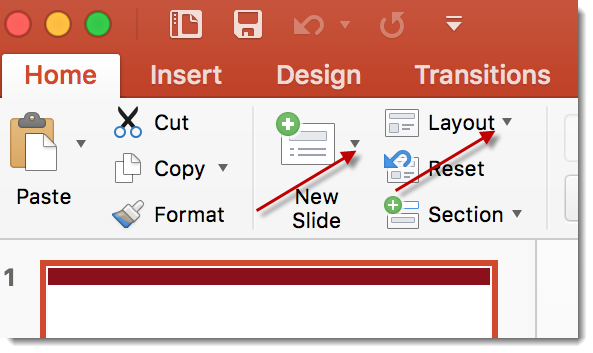 Home Insert Design Transitions
Cut
Layout
Copy
Reset
Paste
New
Slide
Format
Section
1